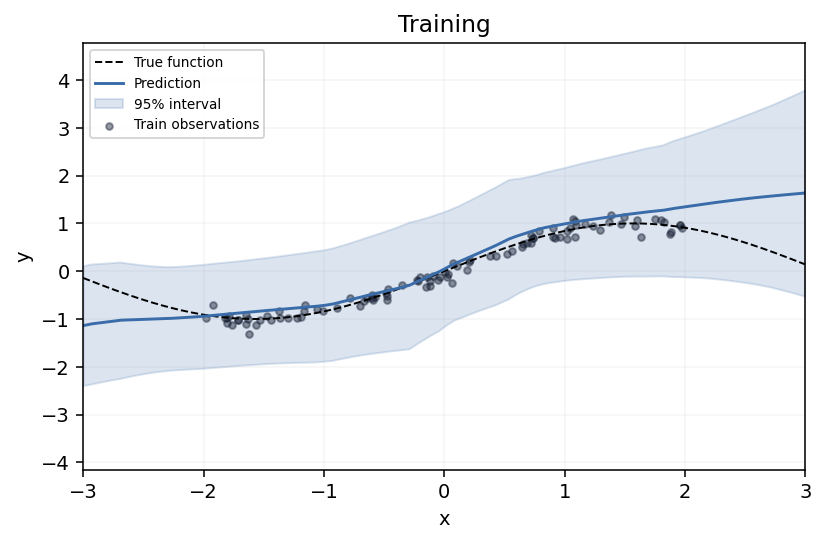 Training
True function
Prediction
95% interval
Train observations
y
4
3
2
1
0
−1
−2
−3
−4
−3 −2 −1 0 1 2 3
x